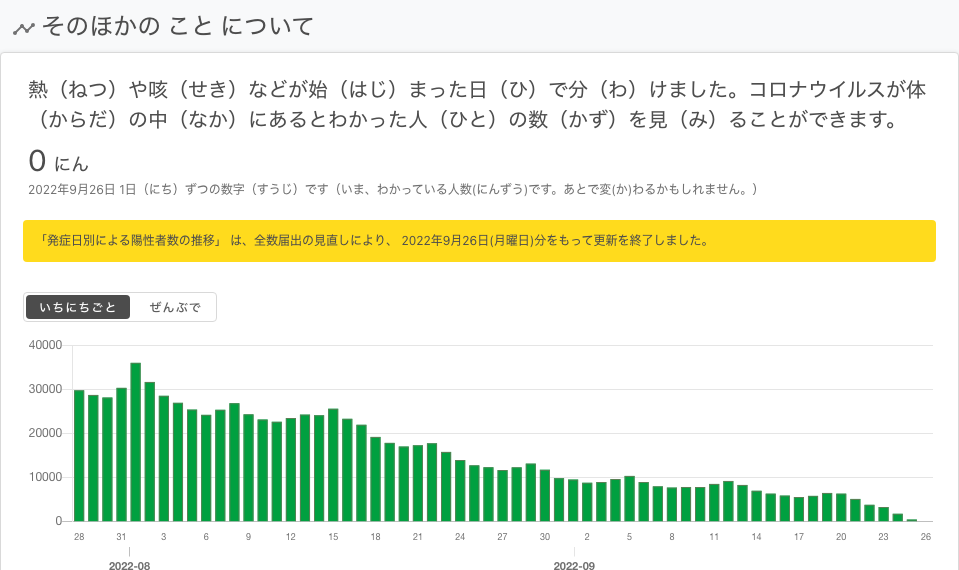 そのほかの こと について
熱（ねつ）や咳（せき）などが始（はじ）まった日（ひ）で分（わ）けました。コロナウイルスが体
（からだ）の中（なか）にあるとわかった人（ひと）の数（かず）を見（み）ることができます。
0 にん
2022年9月26日 1日（にち）ずつの数字（すうじ）です（いま、わかっている人数(にんずう)です。あとで変(か)わるかもしれません。）
「発症日別による陽性者数の推移」 は、全数届出の見直しにより、 2022年9月26日(月曜日)分をもって更新を終了しました。
いちにちごと ぜんぶで
40000
30000
20000
10000
0
28 31 3 6 9 12 15 18 21 24 27 30 2 5 8 11 14 17 20 23 26
2022-08 2022-09